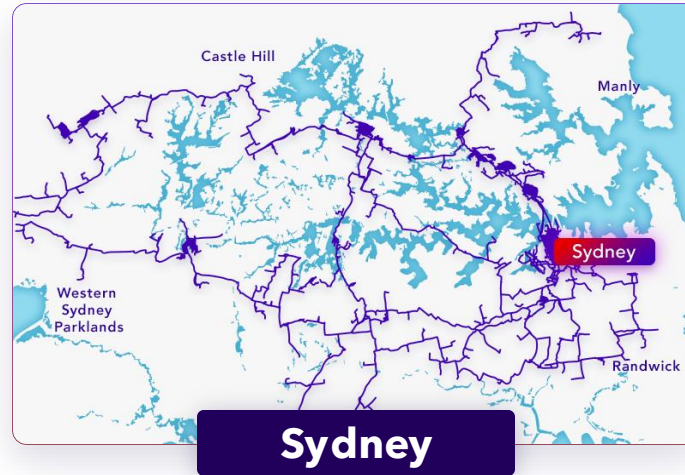 Castle Hill
Manly
Sydney
Western
Sydney
Parklands
Randwick
Sydney